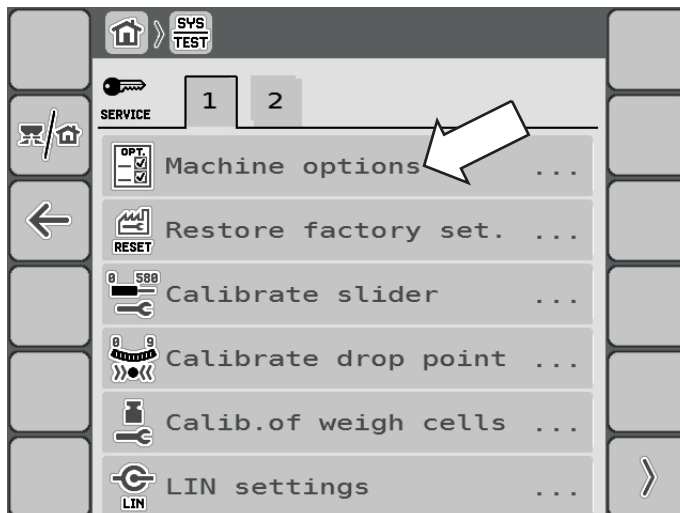 SYS
TEST
SERVICE
1
2
OPT.
Machine options ...
RESET
Restore factory set. ...
0 580
Calibrate slider ...
0 9
Calibrate drop point ...
Calib.of weigh cells ...
LIN
LIN settings ...